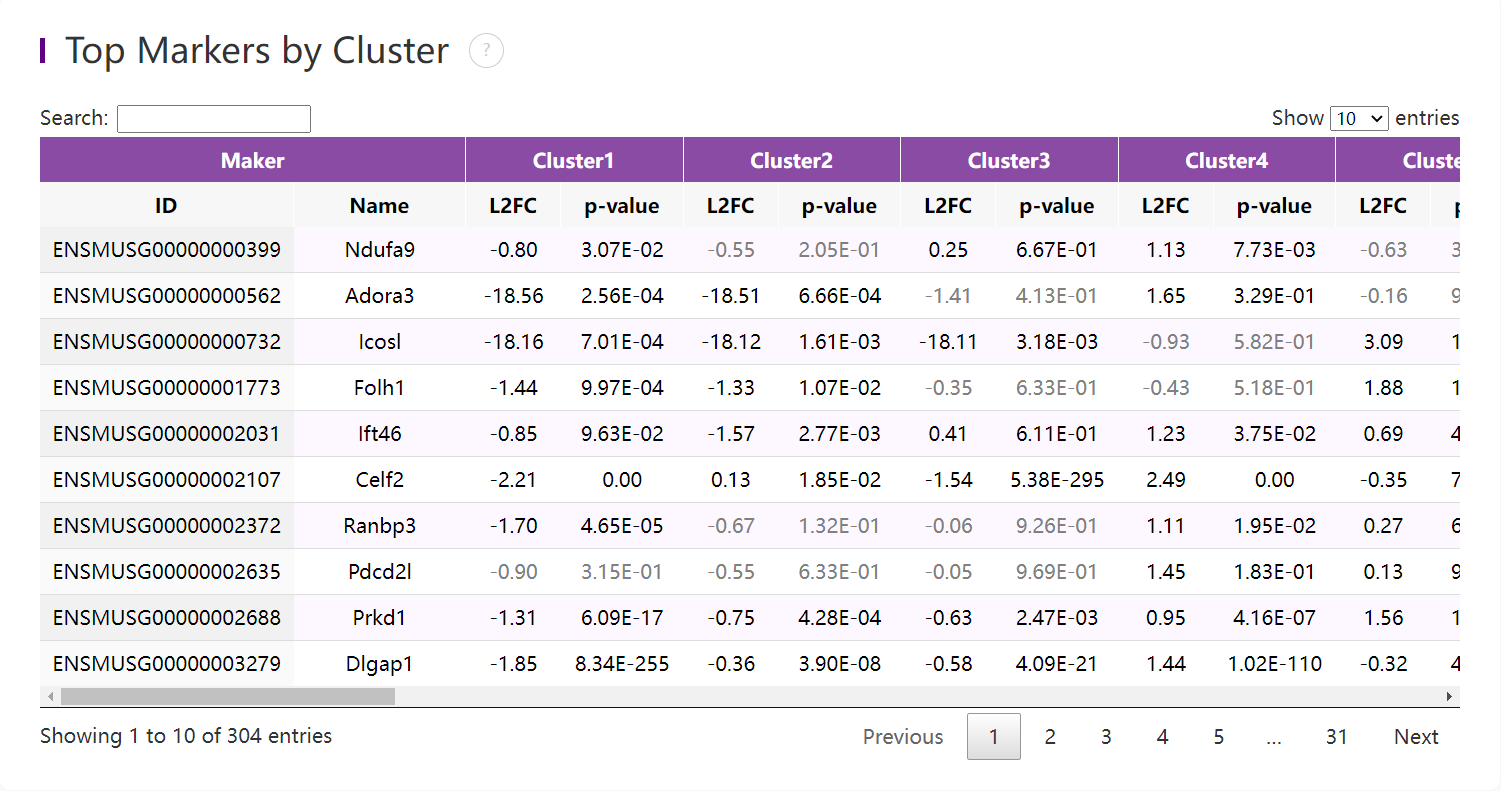 Top Markers by Cluster ?
Search: Show 10 entries
Maker Cluster1 Cluster2 Cluster3 Cluster4 Cluste
ID Name L2FC p-value L2FC p-value L2FC p-value L2FC p-value L2FC p
ENSMUSG00000000399 Ndufa9 -0.80 3.07E-02 -0.55 2.05E-01 0.25 6.67E-01 1.13 7.73E-03 -0.63 3
ENSMUSG00000000562 Adora3 -18.56 2.56E-04 -18.51 6.66E-04 -1.41 4.13E-01 1.65 3.29E-01 -0.16 9
ENSMUSG00000000732 Icosl -18.16 7.01E-04 -18.12 1.61E-03 -18.11 3.18E-03 -0.93 5.82E-01 3.09 1
ENSMUSG00000001773 Folh1 -1.44 9.97E-04 -1.33 1.07E-02 -0.35 6.33E-01 -0.43 5.18E-01 1.88 1
ENSMUSG00000002031 Ift46 -0.85 9.63E-02 -1.57 2.77E-03 0.41 6.11E-01 1.23 3.75E-02 0.69 4
ENSMUSG00000002107 Celf2 -2.21 0.00 0.13 1.85E-02 -1.54 5.38E-295 2.49 0.00 -0.35 7
ENSMUSG00000002372 Ranbp3 -1.70 4.65E-05 -0.67 1.32E-01 -0.06 9.26E-01 1.11 1.95E-02 0.27 6
ENSMUSG00000002635 Pdcd2l -0.90 3.15E-01 -0.55 6.33E-01 -0.05 9.69E-01 1.45 1.83E-01 0.13 9
ENSMUSG00000002688 Prkd1 -1.31 6.09E-17 -0.75 4.28E-04 -0.63 2.47E-03 0.95 4.16E-07 1.56 1
ENSMUSG00000003279 Dlgap1 -1.85 8.34E-255 -0.36 3.90E-08 -0.58 4.09E-21 1.44 1.02E-110 -0.32 4
Showing 1 to 10 of 304 entries Previous 1 2 3 4 5 ... 31 Next